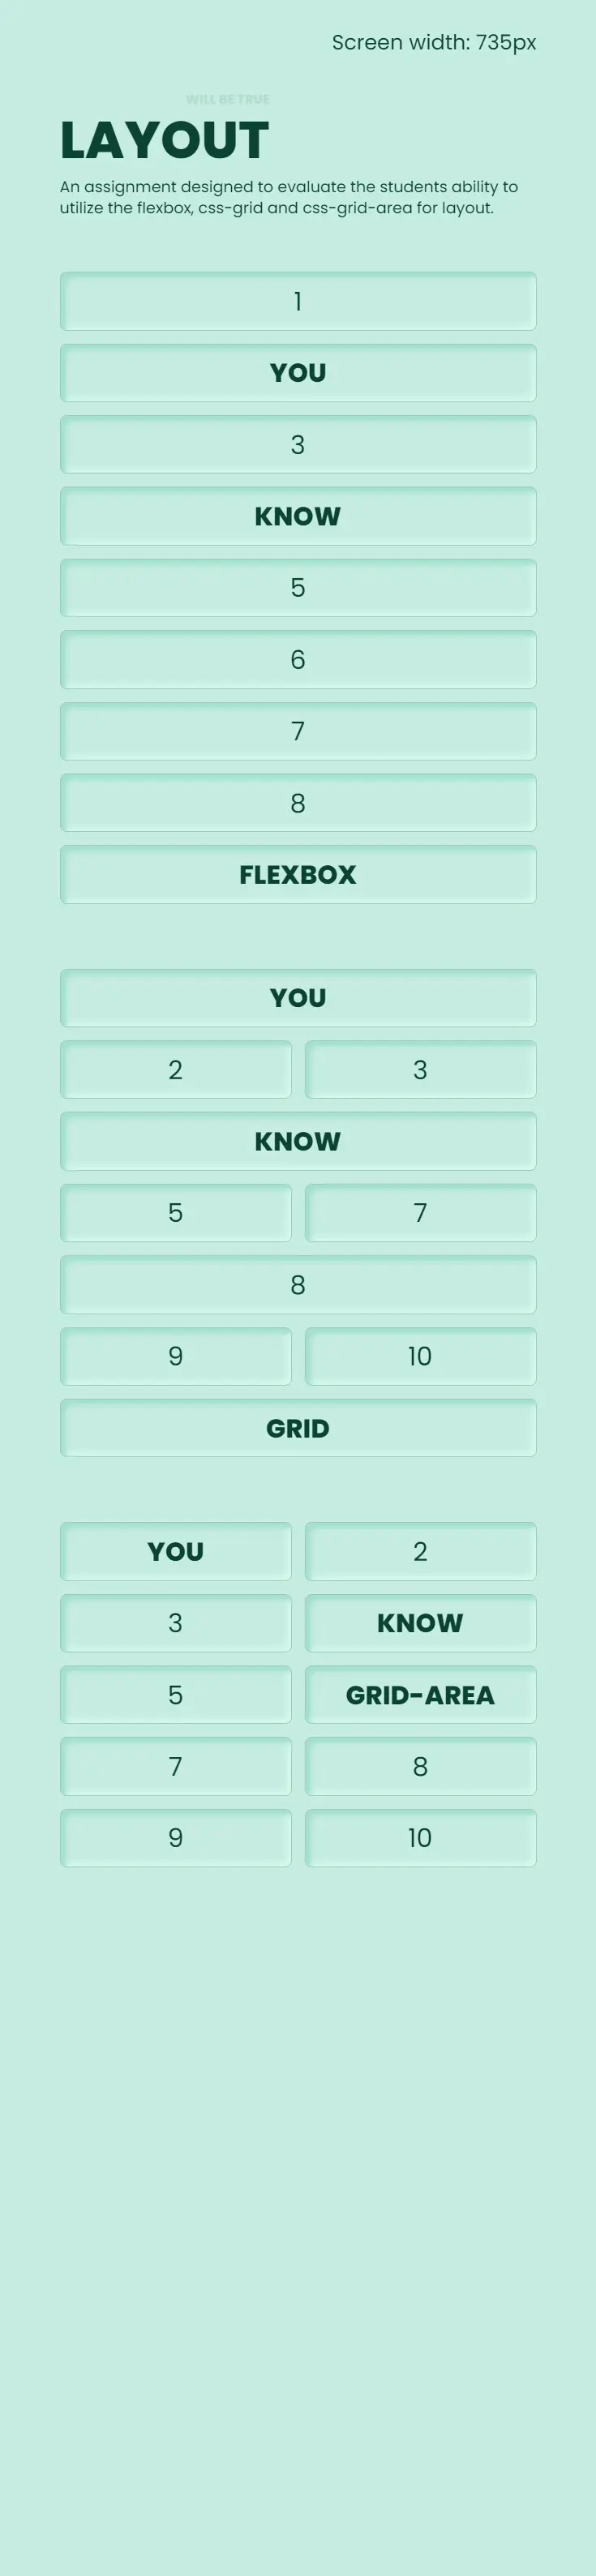 Screen width: 735px
WILL BE TRUE
LAYOUT
An assignment designed to evaluate the students ability to
utilize the flexbox, css-grid and css-grid-area for layout.
1
YOU
3
KNOW
5
6
7
8
FLEXBOX
YOU
2 3
KNOW
5 7
8
9 10
GRID
YOU 2
3 KNOW
5 GRID-AREA
7 8
9 10